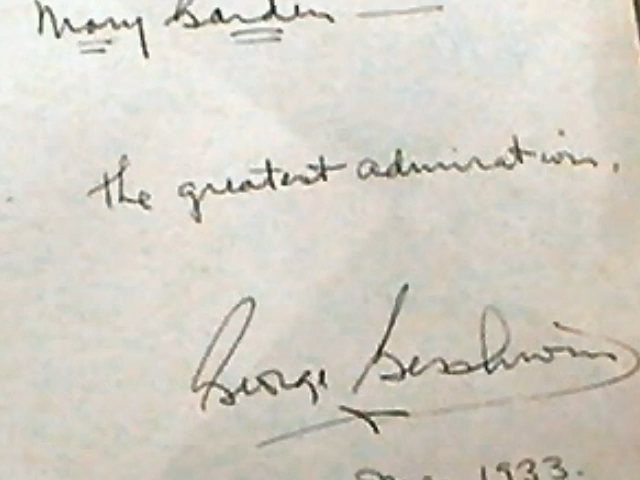 Mary Garden —
the greatest admiration.
George Gershwin
1933.